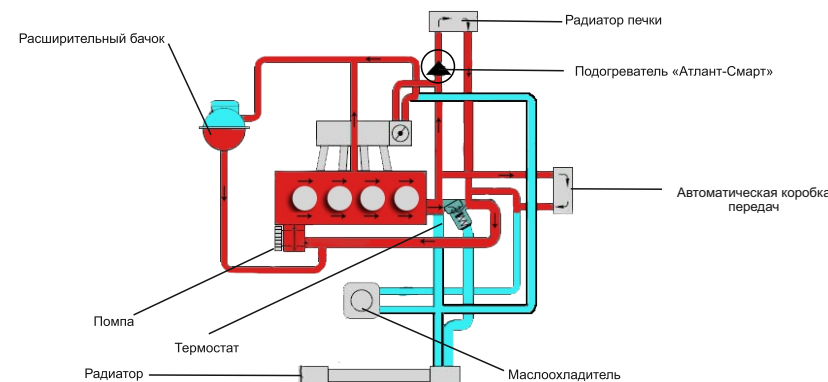 Радиатор печки
Расширительный бачок
Подогреватель «Атлант-Смарт»
Автоматическая коробка
передач
Помпа
Термостат
Радиатор
Маслоохладитель